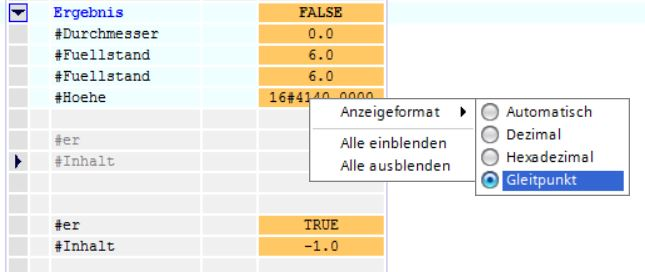 Ergebnis FALSE
#Durchmesser 0.0
#Fuellstand 6.0
#Fuellstand 6.0
#Hoehe 16#4140_0000
Anzeigeformat Automatisch
Dezimal
#er Alle einblenden
Hexadezimal
#Inhalt Alle ausblenden
Gleitpunkt
#er TRUE
#Inhalt -1.0